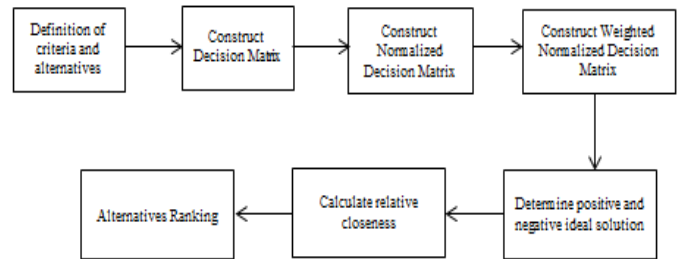 Definition of
criteria and
alternatives
Construct
Decision Matrix
Construct
Normalized
Decision Matrix
Construct Weighted
Normalized Decision
Matrix
Determine positive and
negative ideal solution
Calculate relative
closeness
Alternatives Ranking